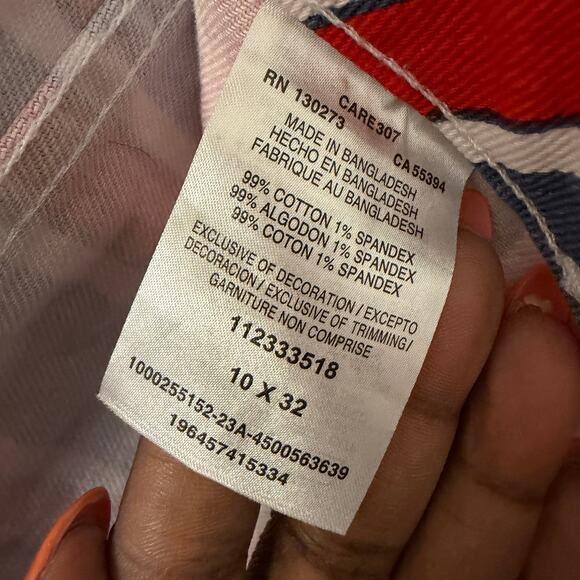 CARE307
RN 130273 CA 55394
MADE IN BANGLADESH
HECHO EN BANGLADESH
FABRIQUE AU BANGLADESH
99% COTTON 1% SPANDEX
99% ALGODON 1% SPANDEX
99% COTON 1% SPANDEX
EXCLUSIVE OF DECORATION / EXCEPTO
DECORACION / EXCLUSIVE OF TRIMMING/
GARNITURE NON COMPRISE
112333518
10 X 32
1000255152-23A-4500563639
196457415334